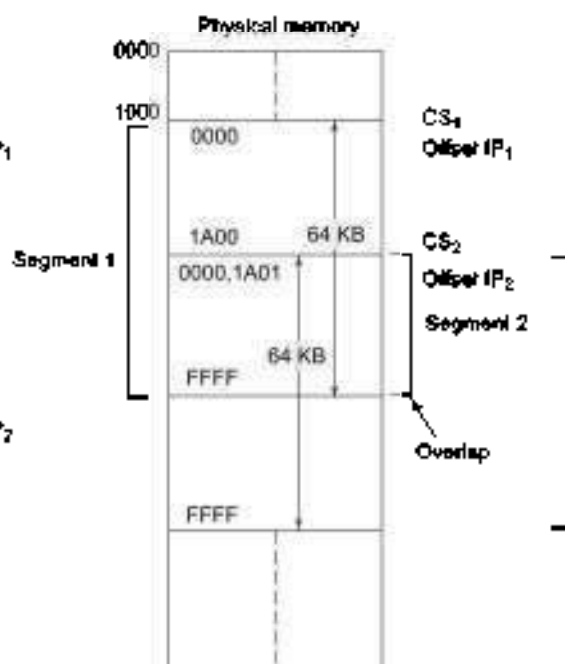 Physical memory
0000
1000
CS₁
0000
Offset IP₁
1A00
64 KB
CS₂
Segment 1
0000,1A01
Offset IP₂
Segment 2
64 KB
FFFF
Overlap
FFFF